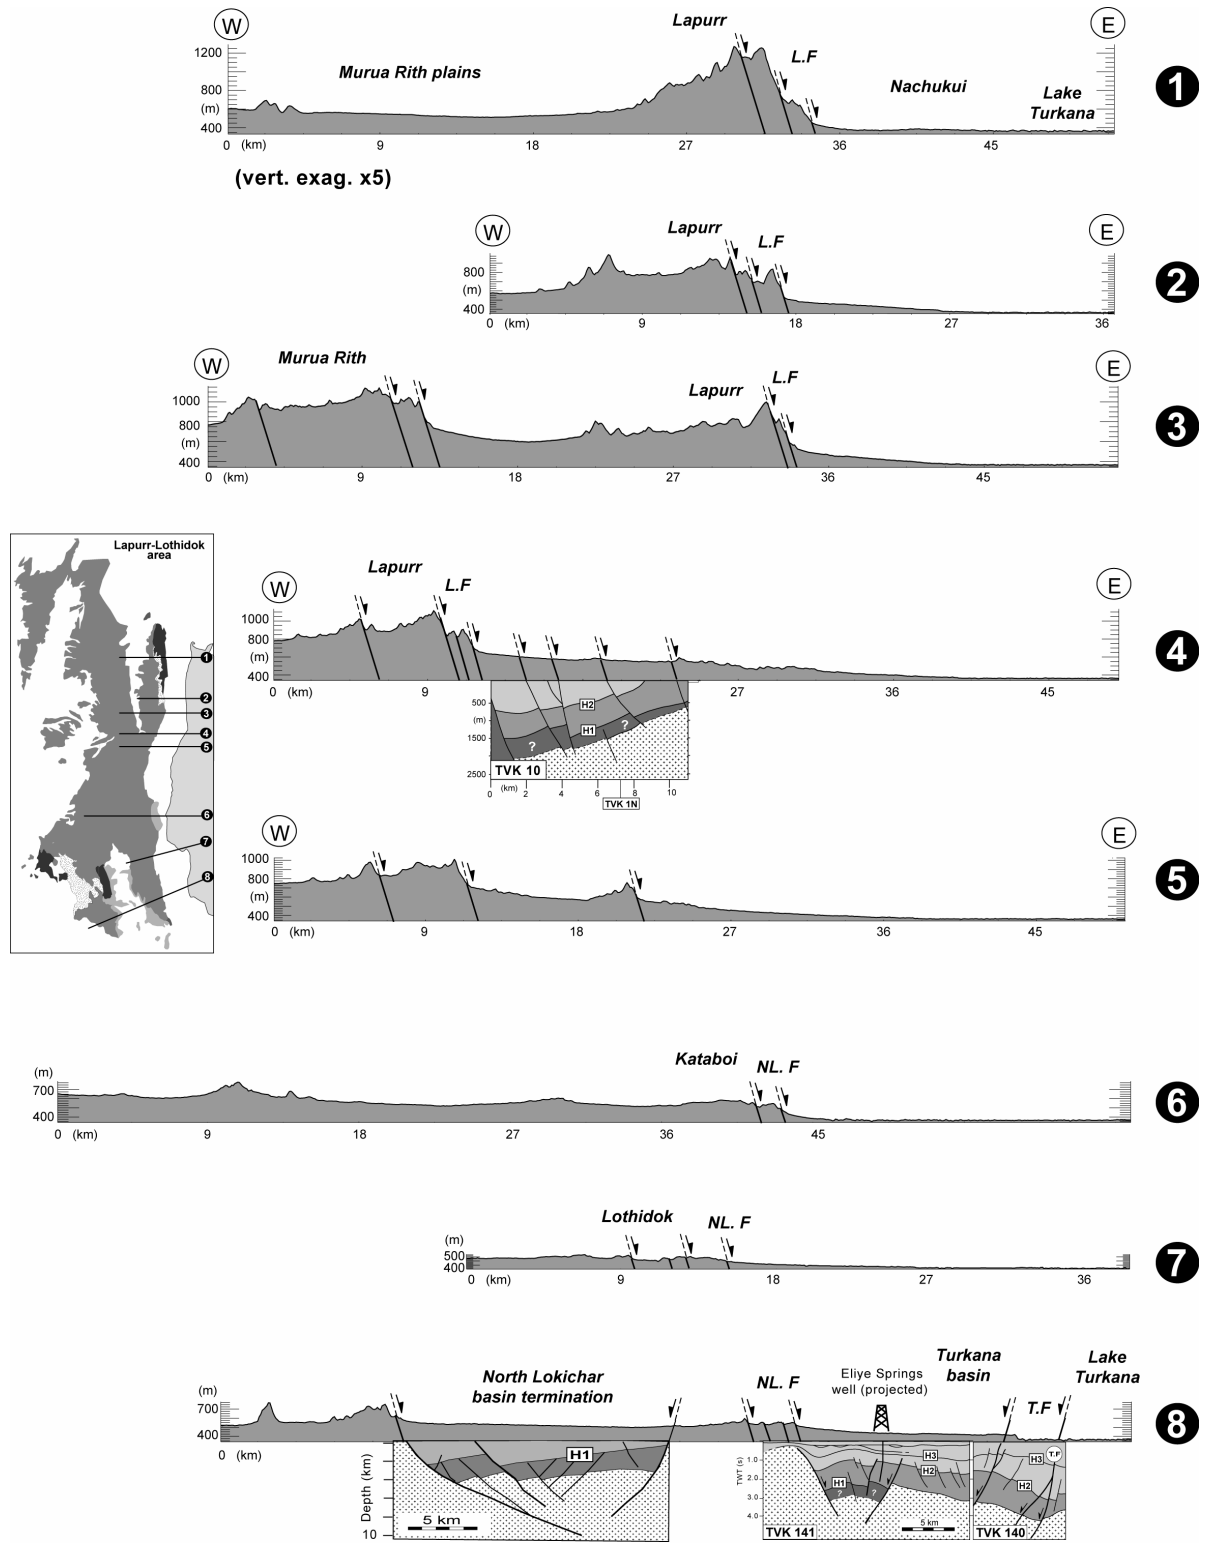 W
Lapurr
E
1200
Murua Rith plains
L.F
800
Nachukui
Lake
Turkana
(m)
400
0 (km) 9 18 27 36 45
1
(vert. exag. x5)
W
Lapurr
L.F
E
800
(m)
400
0 (km) 9 18 27 36
2
W
Murua Rith
L.F
E
Lapurr
1000
800
(m)
400
0 (km) 9 18 27 36 45
3
Lapurr-Lothidok
area
1
2
3
4
5
6
7
8
Lapurr
W
L.F
E
1000
800
(m)
400
0 (km) 9 27 36 45
4
500
(m)
1500
2500
H2
H1
?
?
TVK 10
0 (km) 2 4 6 8 10
TVK 1N
W
E
1000
800
(m)
400
0 (km) 9 18 27 36 45
5
(m)
Kataboi
NL. F
700
400
0 (km) 9 18 27 36 45
6
Lothidok
NL. F
(m)
500
400
0 (km) 9 18 27 36
7
North Lokichar
basin termination
NL. F
Eliye Springs
well (projected)
Turkana
basin
Lake
Turkana
T.F
(m)
700
400
0 (km)
8
Depth (km)
10
H1
5 km
TWT (s)
1.0
2.0
3.0
4.0
H3
H2
H1
?
?
5 km
TVK 141
H3
T.F
H2
TVK 140